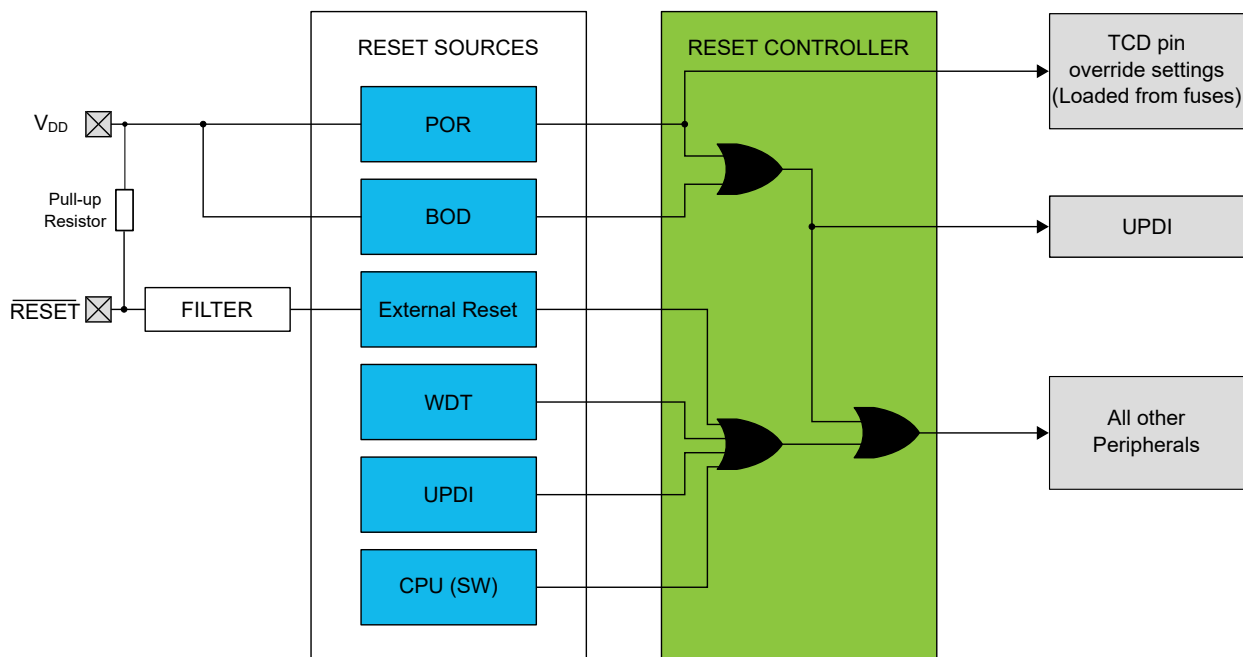 RESET SOURCES
RESET CONTROLLER
TCD pin
override settings
(Loaded from fuses)
VDD
POR
Pull-up
Resistor
BOD
UPDI
RESET
FILTER
External Reset
WDT
All other
Peripherals
UPDI
CPU (SW)